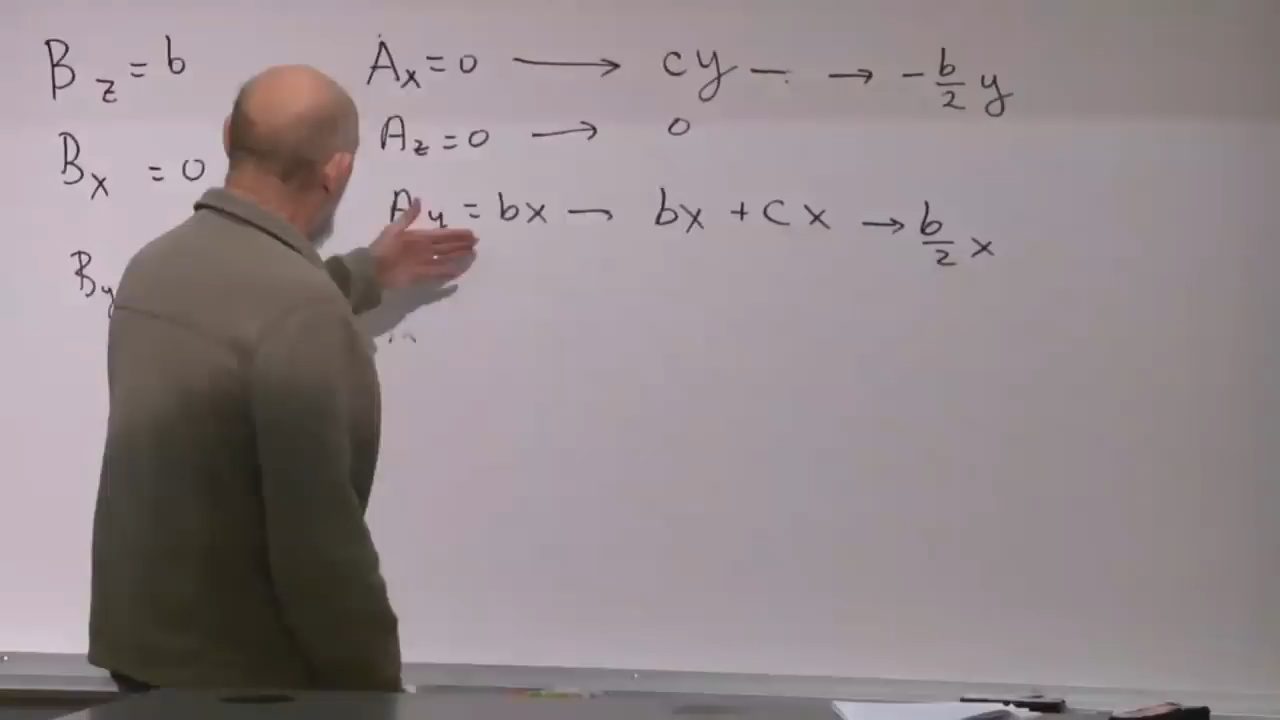 B_z = b   A_x = 0 ⟶ cy — → -b/2 y
B_x = 0   A_z = 0 → 0
B_y   A_y = bx → bx + cx → b/2 x